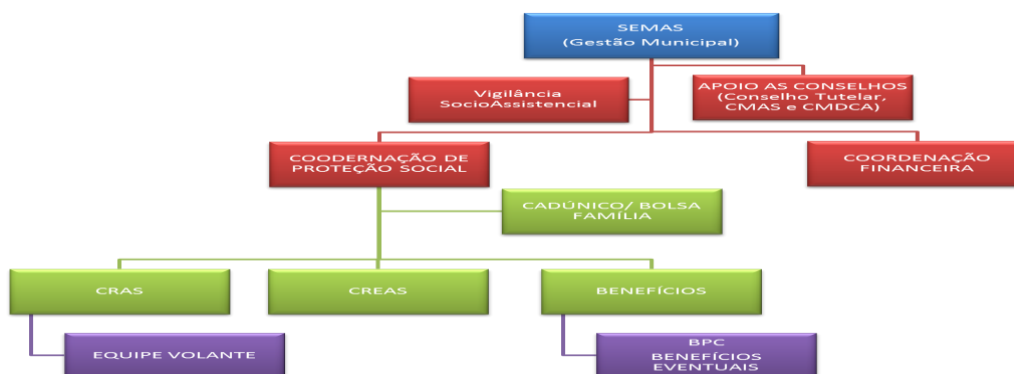 SEMAS
(Gestão Municipal)
Vigilância
SocioAssistencial
APOIO AS CONSELHOS
(Conselho Tutelar,
CMAS e CMDCA)
COODERNAÇÃO DE
PROTEÇÃO SOCIAL
COORDENAÇÃO
FINANCEIRA
CADÚNICO/ BOLSA
FAMÍLIA
CRAS
CREAS
BENEFÍCIOS
EQUIPE VOLANTE
BPC
BENEFÍCIOS
EVENTUAIS